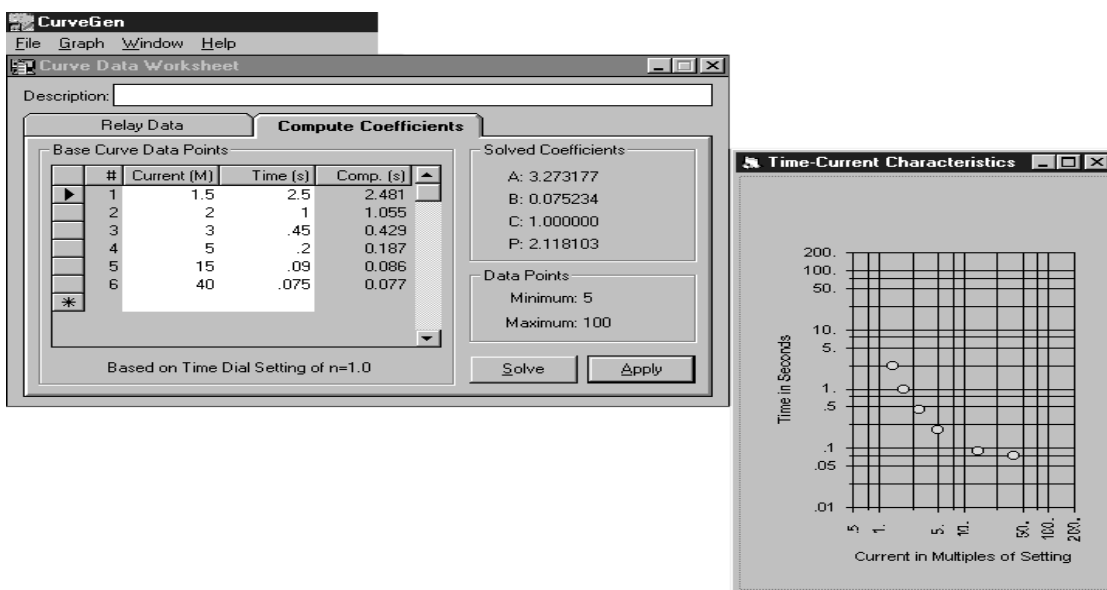 CurveGen
File Graph Window Help
Curve Data Worksheet
Description:
Relay Data
Compute Coefficients
Base Curve Data Points
# Current (M) Time (s) Comp. (s)
1 1.5 2.5 2.481
2 2 1 1.055
3 3 .45 0.429
4 5 .2 0.187
5 15 .09 0.086
6 40 .075 0.077
Based on Time Dial Setting of n=1.0
Solved Coefficients
A: 3.273177
B: 0.075234
C: 1.000000
P: 2.118103
Data Points
Minimum: 5
Maximum: 100
Solve Apply
Time-Current Characteristics
Time in Seconds
200.
100.
50.
10.
5.
1.
.5
.1
.05
.01
.5 1. 5. 10. 50. 100. 200.
Current in Multiples of Setting